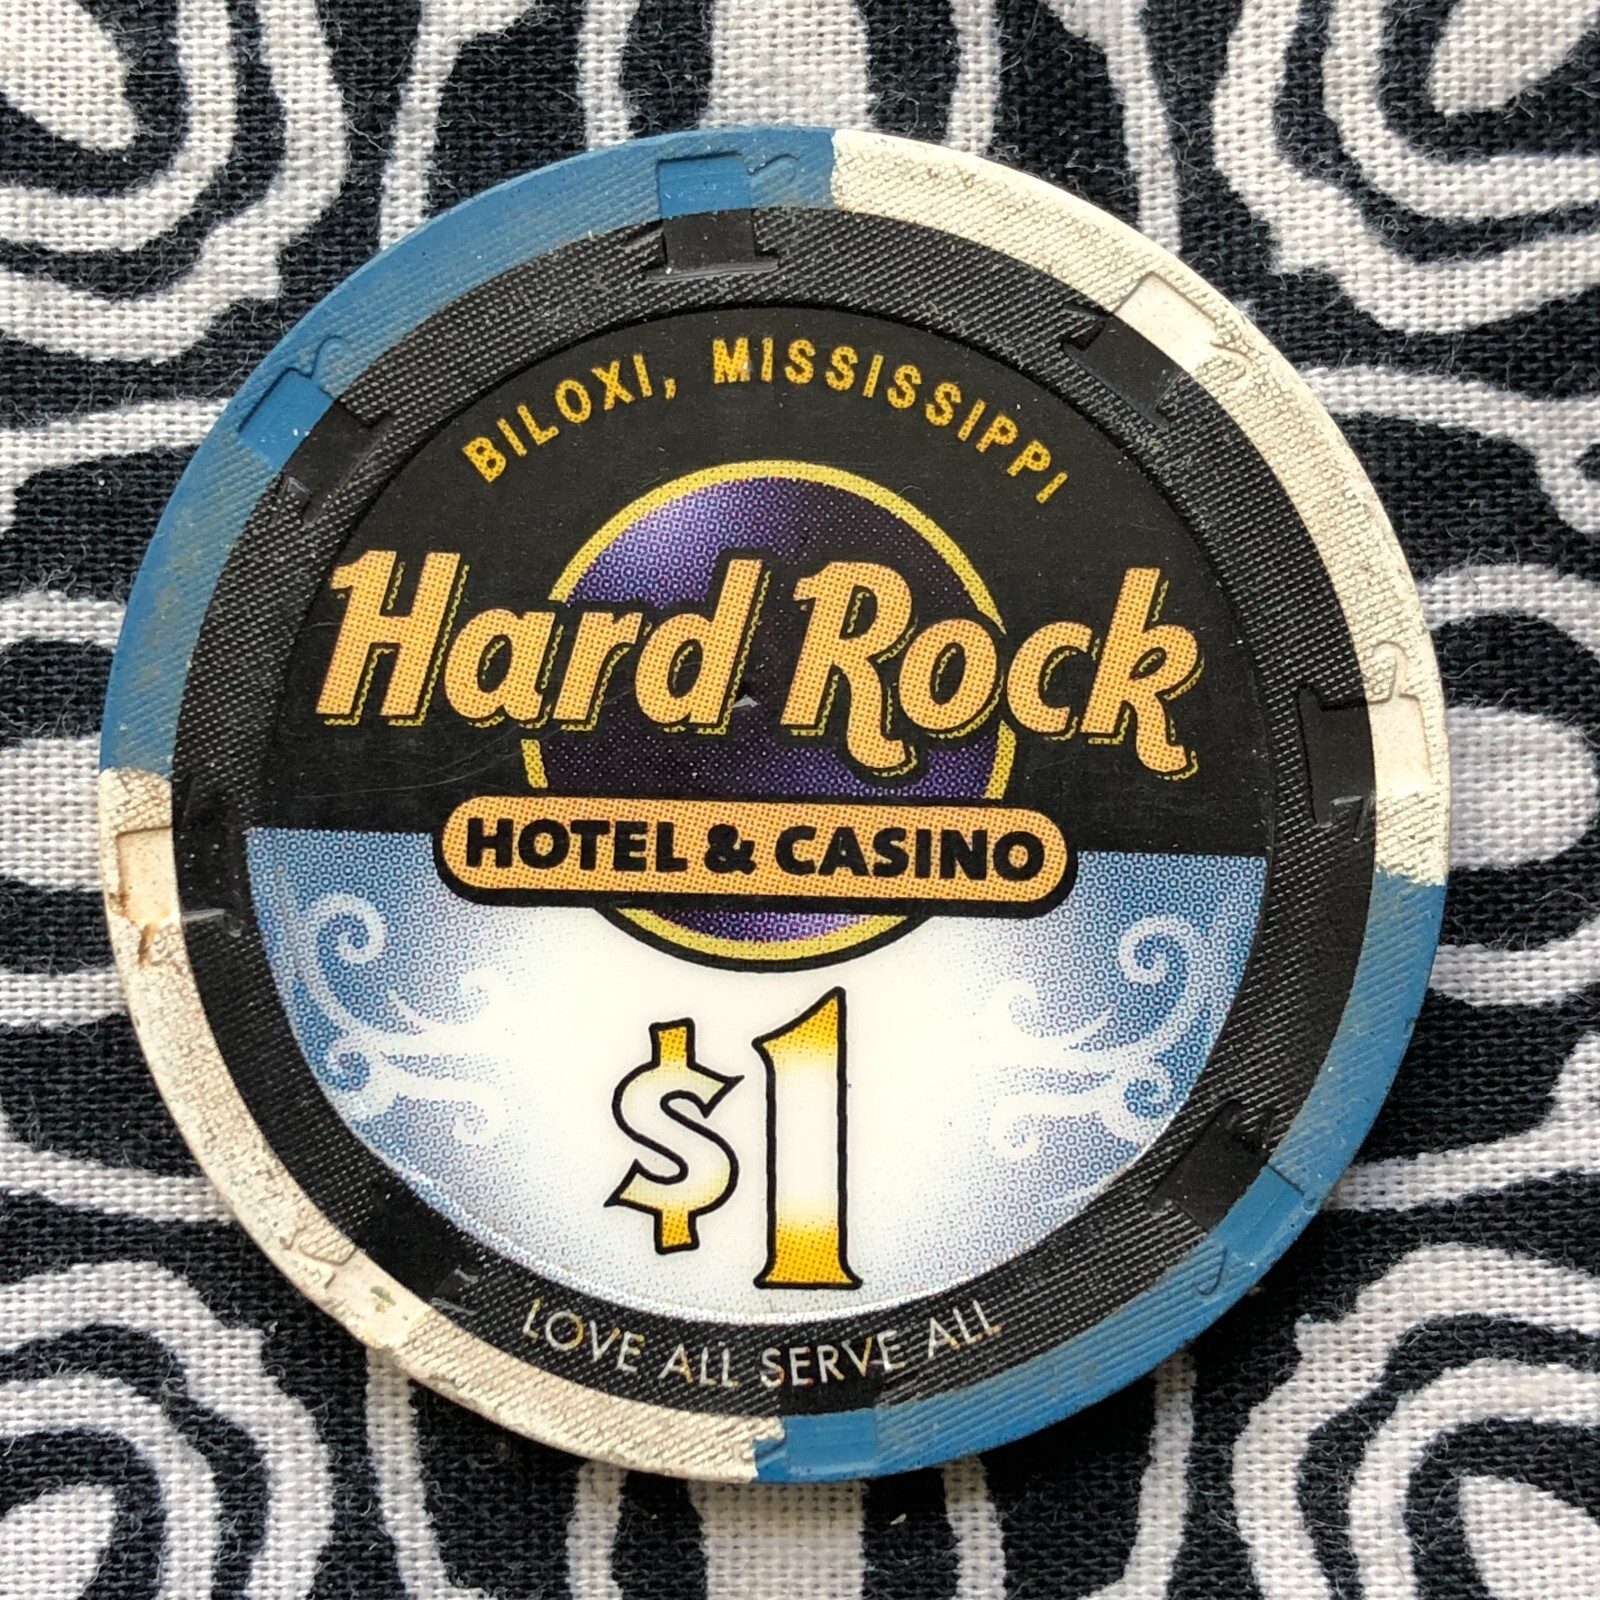 BILOXI, MISSISSIPPI
Hard Rock
HOTEL & CASINO
$1
LOVE ALL SERVE ALL